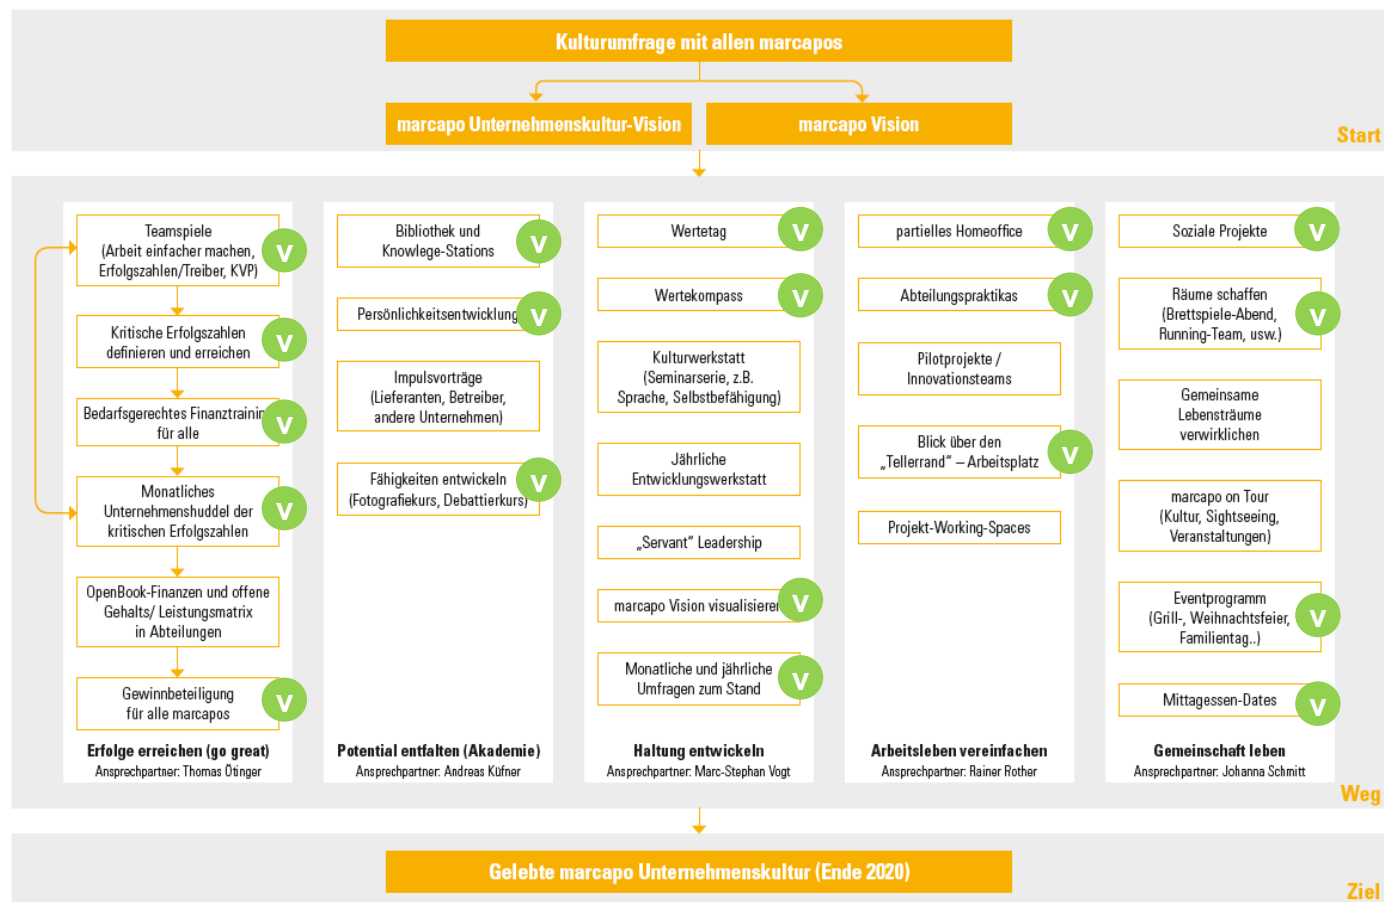 Kulturumfrage mit allen marcapos
marcapo Unternehmenskultur-Vision
marcapo Vision
Start
Teamspiele
(Arbeit einfacher machen,
Erfolgszahlen/Treiber, KVP)
V
Kritische Erfolgszahlen
definieren und erreichen
V
Bedarfsgerechtes Finanztraining
für alle
V
Monatliches
Unternehmenshuddel der
kritischen Erfolgszahlen
V
OpenBook-Finanzen und offene
Gehalts/ Leistungsmatrix
in Abteilungen
Gewinnbeteiligung
für alle marcapos
V
Erfolge erreichen (go great)
Ansprechpartner: Thomas Ötinger
Bibliothek und
Knowlege-Stations
V
Persönlichkeitsentwicklung
V
Impulsvorträge
(Lieferanten, Betreiber,
andere Unternehmen)
Fähigkeiten entwickeln
(Fotografiekurs, Debattierkurs)
V
Potential entfalten (Akademie)
Ansprechpartner: Andreas Küfner
Wertetag
V
Wertekompass
V
Kulturwerkstatt
(Seminarserie, z.B.
Sprache, Selbstbefähigung)
Jährliche
Entwicklungswerkstatt
„Servant“ Leadership
marcapo Vision visualisieren
V
Monatliche und jährliche
Umfragen zum Stand
V
Haltung entwickeln
Ansprechpartner: Marc-Stephan Vogt
partielles Homeoffice
V
Abteilungspraktikas
V
Pilotprojekte /
Innovationsteams
Blick über den
„Tellerrand“ – Arbeitsplatz
V
Projekt-Working-Spaces
Arbeitsleben vereinfachen
Ansprechpartner: Rainer Rother
Soziale Projekte
V
Räume schaffen
(Brettspiele-Abend,
Running-Team, usw.)
V
Gemeinsame
Lebensträume
verwirklichen
marcapo on Tour
(Kultur, Sightseeing,
Veranstaltungen)
Eventprogramm
(Grill-, Weihnachtsfeier,
Familientag..)
V
Mittagessen-Dates
V
Gemeinschaft leben
Ansprechpartner: Johanna Schmitt
Weg
Gelebte marcapo Unternehmenskultur (Ende 2020)
Ziel